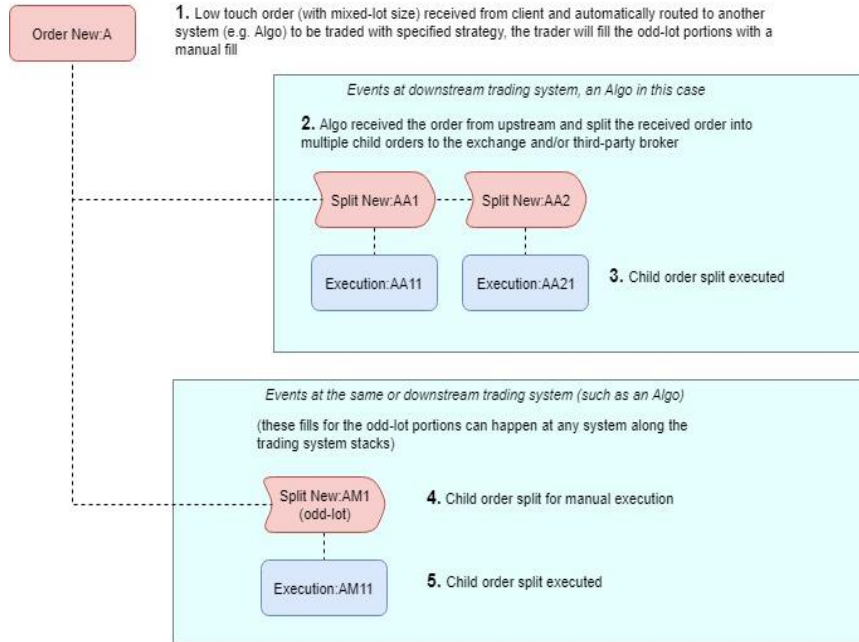 Order New:A
1. Low touch order (with mixed-lot size) received from client and automatically routed to another
system (e.g. Algo) to be traded with specified strategy, the trader will fill the odd-lot portions with a
manual fill
Events at downstream trading system, an Algo in this case
2. Algo received the order from upstream and split the received order into
multiple child orders to the exchange and/or third-party broker
Split New:AA1
Split New:AA2
Execution:AA11
Execution:AA21
3. Child order split executed
Events at the same or downstream trading system (such as an Algo)
(these fills for the odd-lot portions can happen at any system along the
trading system stacks)
Split New:AM1
(odd-lot)
4. Child order split for manual execution
Execution:AM11
5. Child order split executed